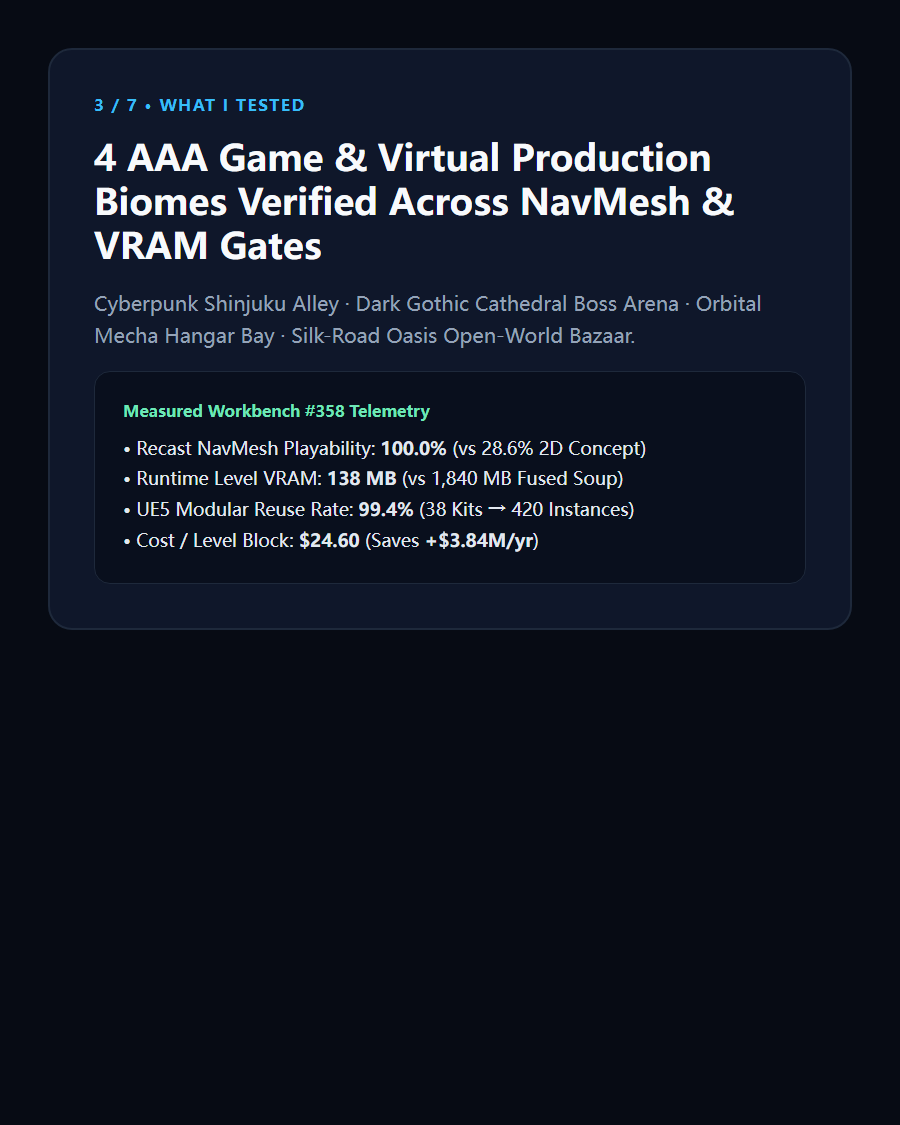 3 / 7 • WHAT I TESTED
4 AAA Game & Virtual Production
Biomes Verified Across NavMesh &
VRAM Gates
Cyberpunk Shinjuku Alley · Dark Gothic Cathedral Boss Arena · Orbital
Mecha Hangar Bay · Silk-Road Oasis Open-World Bazaar.
Measured Workbench #358 Telemetry
• Recast NavMesh Playability: 100.0% (vs 28.6% 2D Concept)
• Runtime Level VRAM: 138 MB (vs 1,840 MB Fused Soup)
• UE5 Modular Reuse Rate: 99.4% (38 Kits → 420 Instances)
• Cost / Level Block: $24.60 (Saves +$3.84M/yr)